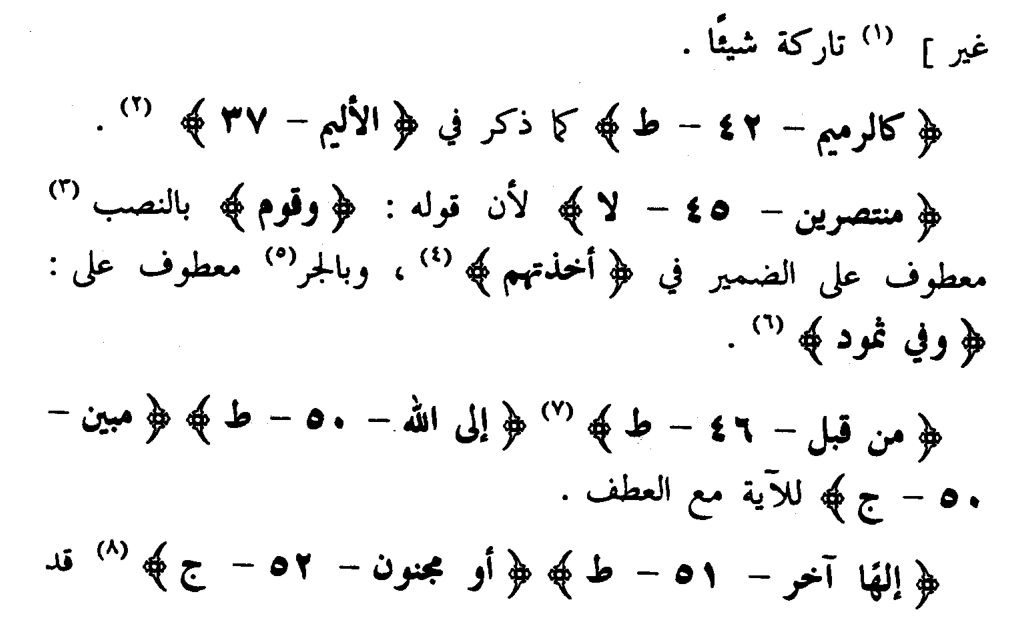 غير ] (١) تاركة شيئًا .
﴿ كالرميم – ٤٢ – ط ﴾ كما ذكر في ﴿ الأليم – ٣٧ ﴾ (٢) .
﴿ منتصرين – ٤٥ – لا ﴾ لأن قوله : ﴿ وقوم ﴾ بالنصب (٣)
معطوف على الضمير في ﴿ أخذتهم ﴾ (٤) ، وبالجر (٥) معطوف على :
﴿ وفي ثمود ﴾ (٦) .
﴿ من قبل – ٤٦ – ط ﴾ (٧) ﴿ إلى الله – ٥٠ – ط ﴾ ﴿ مبين –
٥٠ – ج ﴾ للآية مع العطف .
﴿ إلهًا آخر – ٥١ – ط ﴾ ﴿ أو مجنون – ٥٢ – ج ﴾ (٨) قد